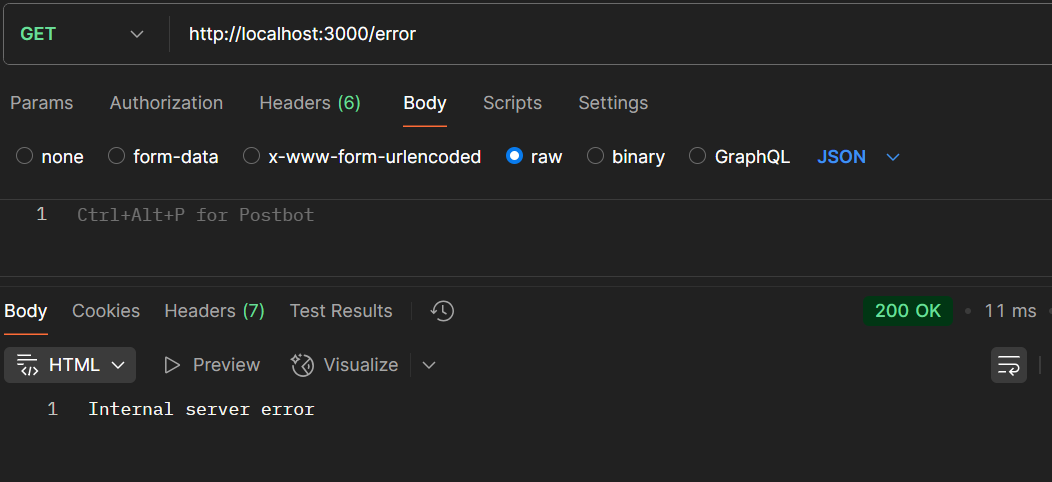 GET http://localhost:3000/error
Params Authorization Headers (6) Body Scripts Settings
none form-data x-www-form-urlencoded raw binary GraphQL JSON
1 Ctrl+Alt+P for Postbot
Body Cookies Headers (7) Test Results 200 OK • 11 ms
HTML Preview Visualize
1 Internal server error